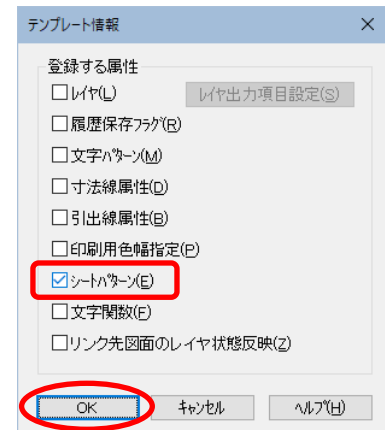 テンプレート情報
登録する属性
レイヤ(L) レイヤ出力項目設定(S)
履歴保存フラグ(R)
文字パターン(M)
寸法線属性(D)
引出線属性(B)
印刷用色幅指定(P)
シートパターン(E)
文字関数(F)
リンク先図面のレイヤ状態反映(Z)
OK キャンセル ヘルプ(H)